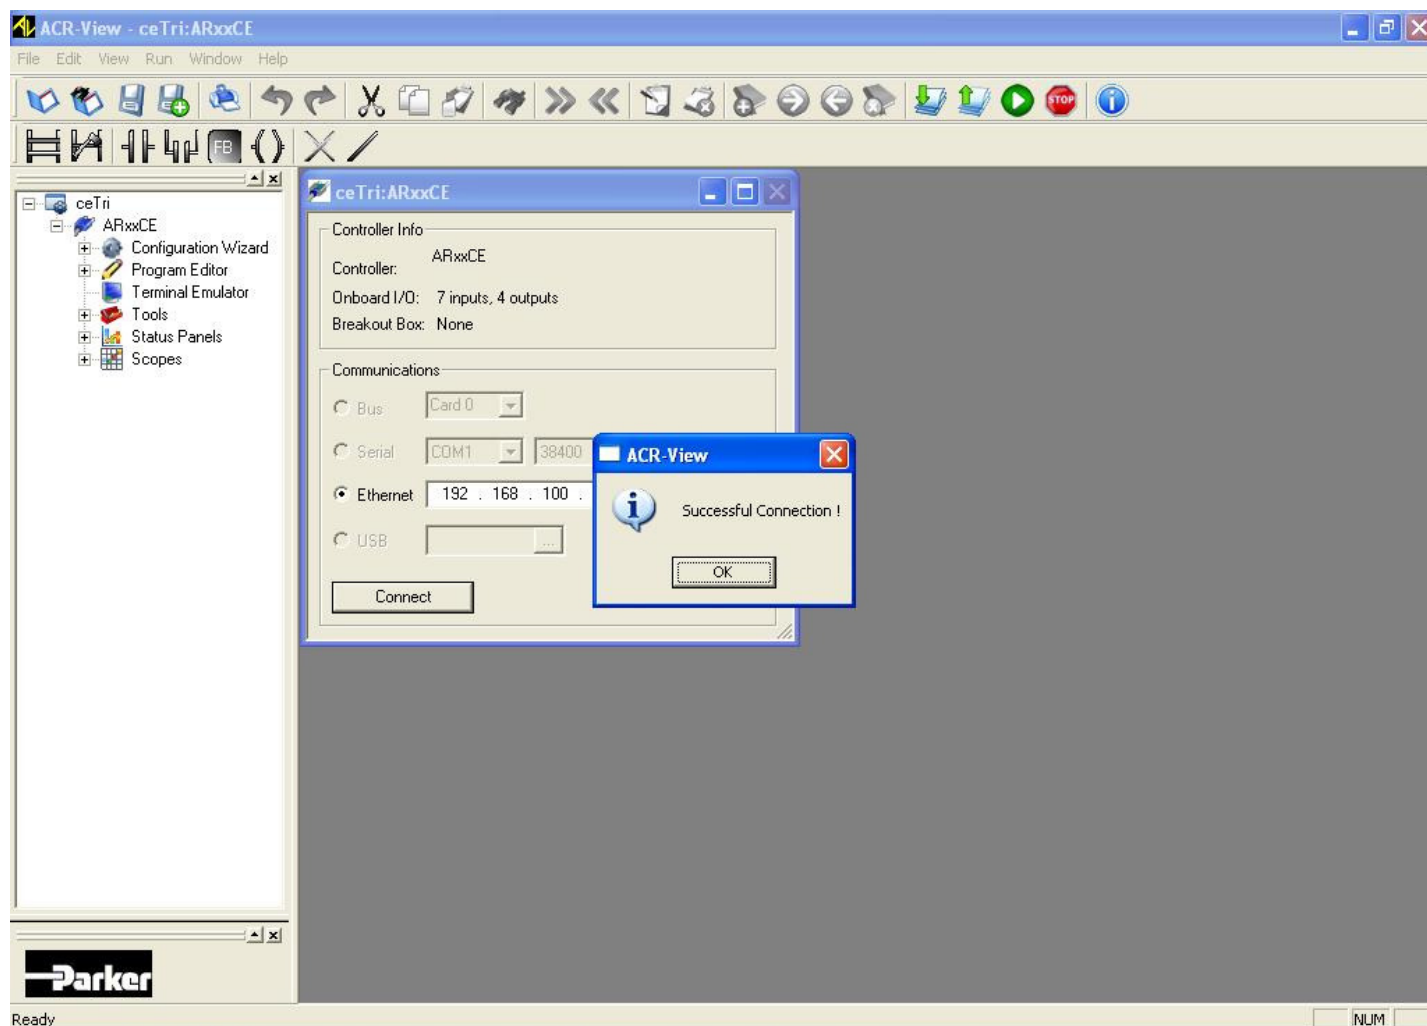 ACR-View - ceTri:ARxxCE
File Edit View Run Window Help
STOP
FB
ceTri
ARxxCE
Configuration Wizard
Program Editor
Terminal Emulator
Tools
Status Panels
Scopes
ceTri:ARxxCE
Controller Info
Controller: ARxxCE
Onboard I/O: 7 inputs, 4 outputs
Breakout Box: None
Communications
Bus Card 0
Serial COM1 38400
Ethernet 192 . 168 . 100 .
USB ...
Connect
ACR-View
Successful Connection !
OK
Parker
Ready NUM